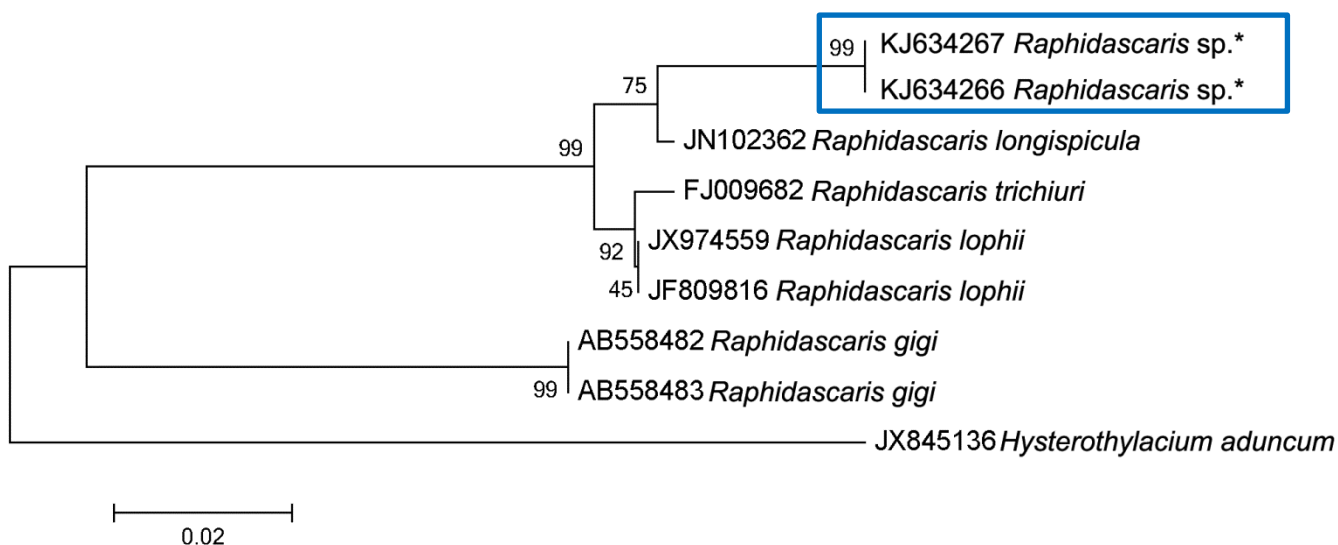 99
KJ634267 Raphidascaris sp.*
KJ634266 Raphidascaris sp.*
75
JN102362 Raphidascaris longispicula
99
FJ009682 Raphidascaris trichiuri
92
JX974559 Raphidascaris lophii
45
JF809816 Raphidascaris lophii
AB558482 Raphidascaris gigi
99
AB558483 Raphidascaris gigi
JX845136 Hysterothylacium aduncum
0.02